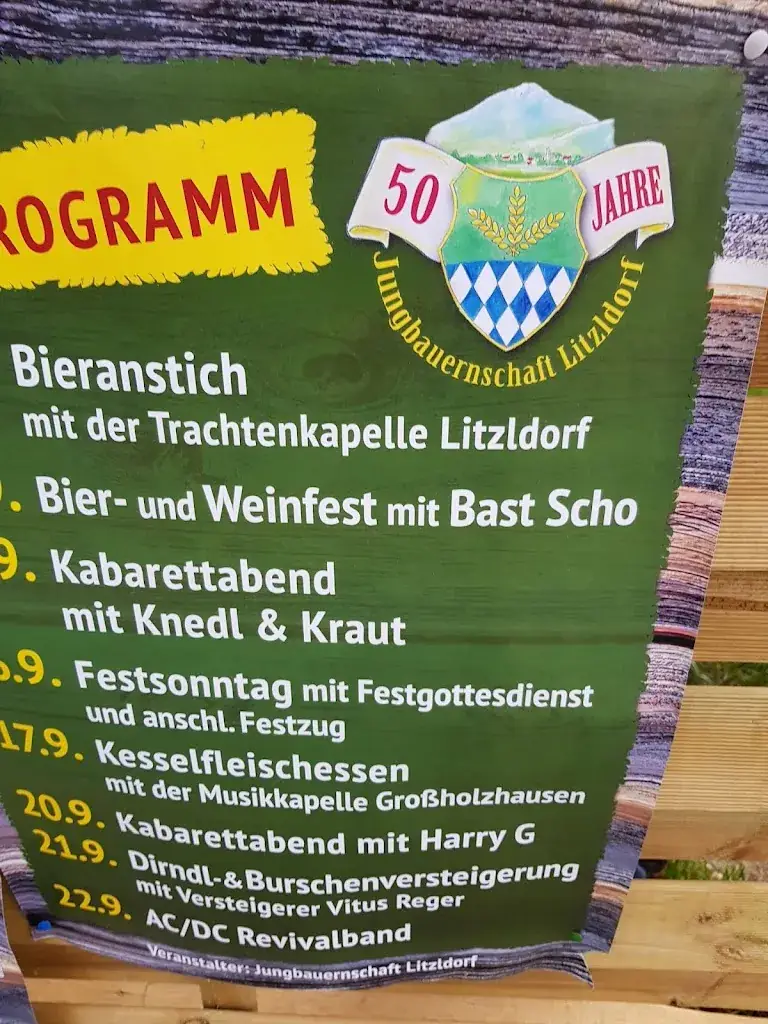 ROGRAMM
50 JAHRE
Jungbauernschaft Litzldorf
Bieranstich
mit der Trachtenkapelle Litzldorf
. Bier- und Weinfest mit Bast Scho
9. Kabarettabend
mit Knedl & Kraut
.9. Festsonntag mit Festgottesdienst
und anschl. Festzug
17.9. Kesselfleischessen
mit der Musikkapelle Großholzhausen
20.9. Kabarettabend mit Harry G
21.9. Dirndl-&Burschenversteigerung
mit Versteigerer Vitus Reger
22.9. AC/DC Revivalband
Veranstalter: Jungbauernschaft Litzldorf